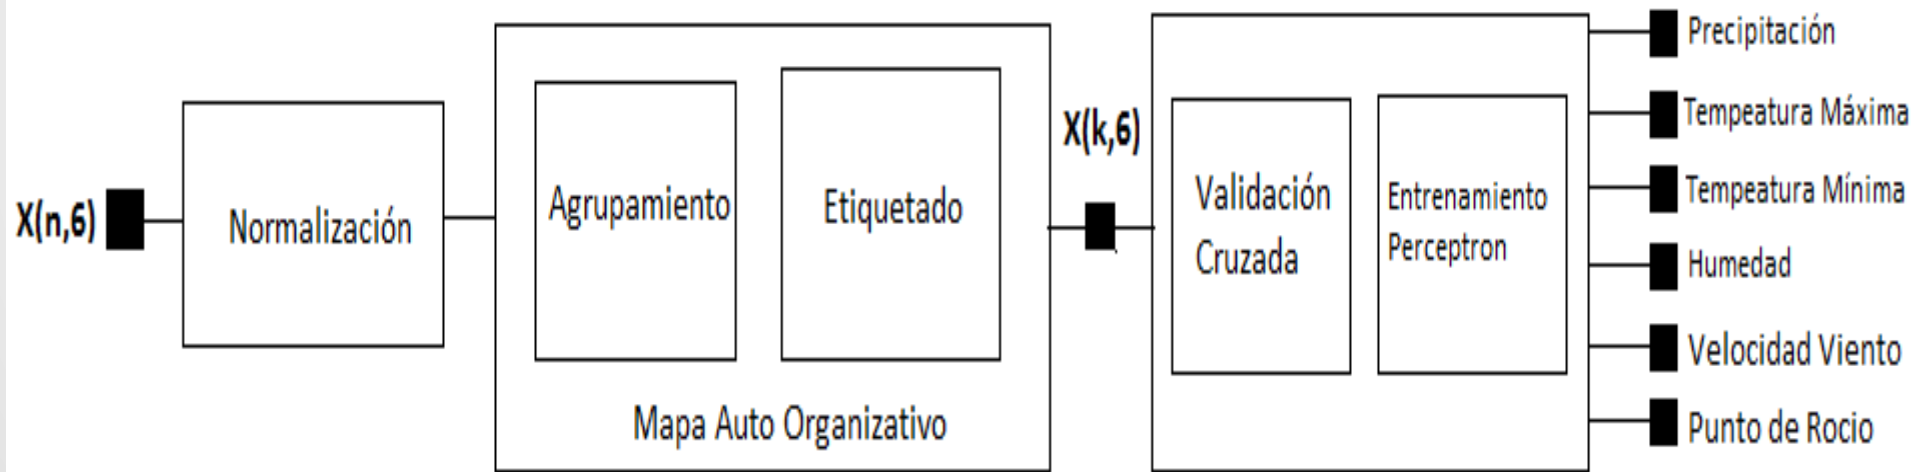 X(n,6)
Normalización
Agrupamiento
Etiquetado
Mapa Auto Organizativo
X(k,6)
Validación
Cruzada
Entrenamiento
Perceptron
Precipitación
Tempeatura Máxima
Tempeatura Mínima
Humedad
Velocidad Viento
Punto de Rocio